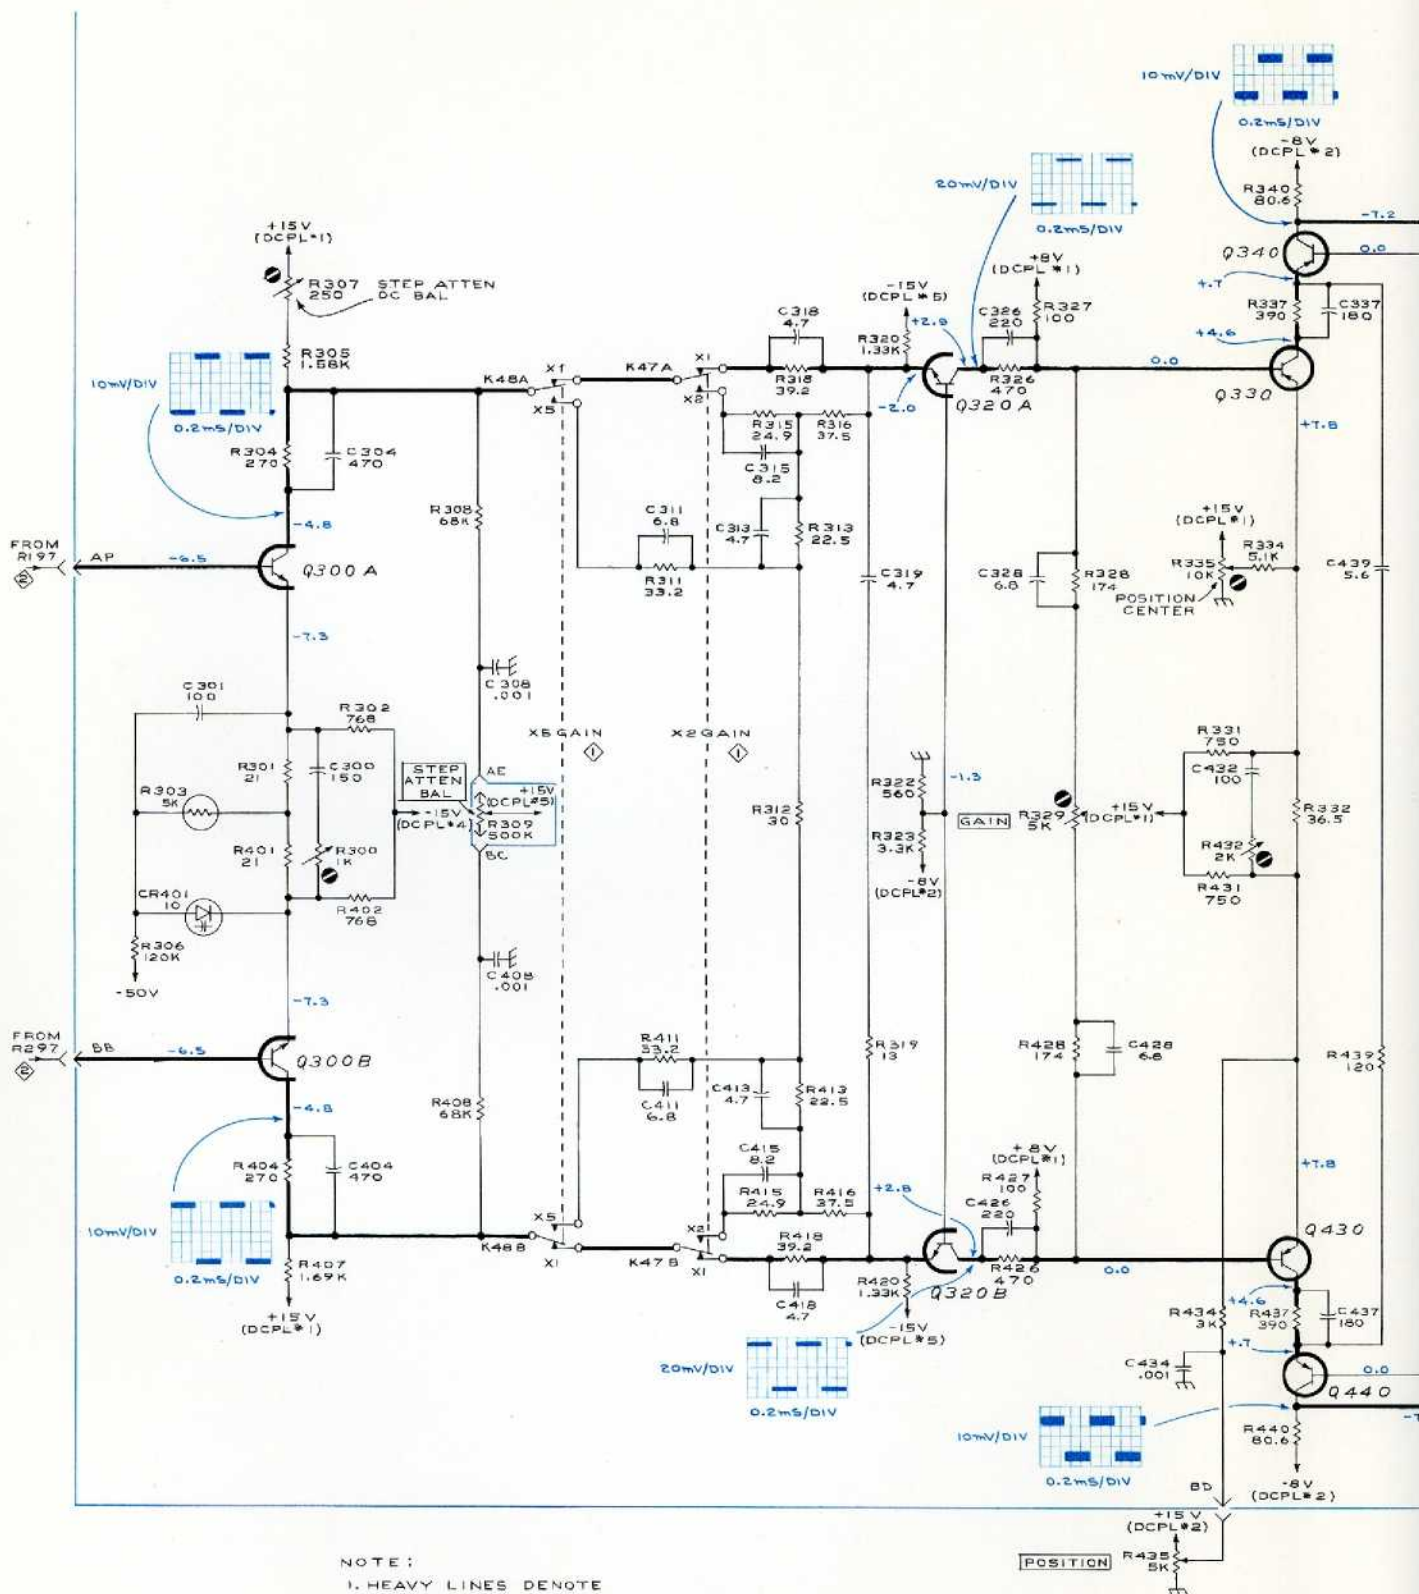 10mV/DIV
0.2mS/DIV
-8V
(DCPL#2)
R340
80.6
-7.2
Q340
0.0
+.7
R337
390
C337
180
+4.6
Q330
20mV/DIV
0.2mS/DIV
+8V
(DCPL#1)
C326
220
R327
100
R326
470
0.0
+15V
(DCPL#1)
R307
250
STEP ATTEN
DC BAL
R305
1.58K
10mV/DIV
0.2mS/DIV
R304
270
C304
470
-4.8
FROM
R197
2
AP
-6.5
Q300A
-7.3
K48A
X1
X5
K47A
X1
X2
C318
4.7
R318
39.2
-15V
(DCPL#5)
R320
1.33K
+2.8
-2.0
Q320A
R315
24.9
R316
37.5
C315
8.2
R308
68K
C311
6.8
R311
33.2
C313
4.7
R313
22.5
C319
4.7
C328
6.8
R328
174
+7.8
+15V
(DCPL#1)
R334
5.1K
R335
10K
POSITION
CENTER
C439
5.6
C308
.001
C301
100
R302
768
R301
21
C300
150
R303
5K
STEP
ATTEN
BAL
AE
+15V
(DCPL#5)
-15V
(DCPL#4)
R309
500K
BC
R401
21
R300
1K
CR401
10
R402
768
R306
120K
-50V
X5 GAIN
1
X2 GAIN
1
R312
30
R322
560
-1.3
R323
3.3K
-8V
(DCPL#2)
GAIN
R329
5K
+15V
(DCPL#1)
R331
750
C432
100
R432
2K
R431
750
R332
36.5
C408
.001
-7.3
FROM
R297
2
BB
-6.5
Q300B
-4.8
R408
68K
R411
33.2
C411
6.8
C413
4.7
R413
22.5
R319
13
R428
174
C428
6.8
R439
120
C415
8.2
R415
24.9
R416
37.5
R404
270
C404
470
10mV/DIV
0.2mS/DIV
R407
1.69K
+15V
(DCPL#1)
K48B
X5
X1
K47B
X2
X1
R418
39.2
C418
4.7
+2.8
R420
1.33K
-15V
(DCPL#5)
Q320B
+8V
(DCPL#1)
R427
100
C426
220
R426
470
0.0
20mV/DIV
0.2mS/DIV
+7.8
Q430
+4.6
R434
3K
R437
390
C437
180
+.7
C434
.001
0.0
Q440
-7
10mV/DIV
0.2mS/DIV
R440
80.6
-8V
(DCPL#2)
BD
+15V
(DCPL#2)
POSITION
R435
5K
NOTE:
1. HEAVY LINES DENOTE